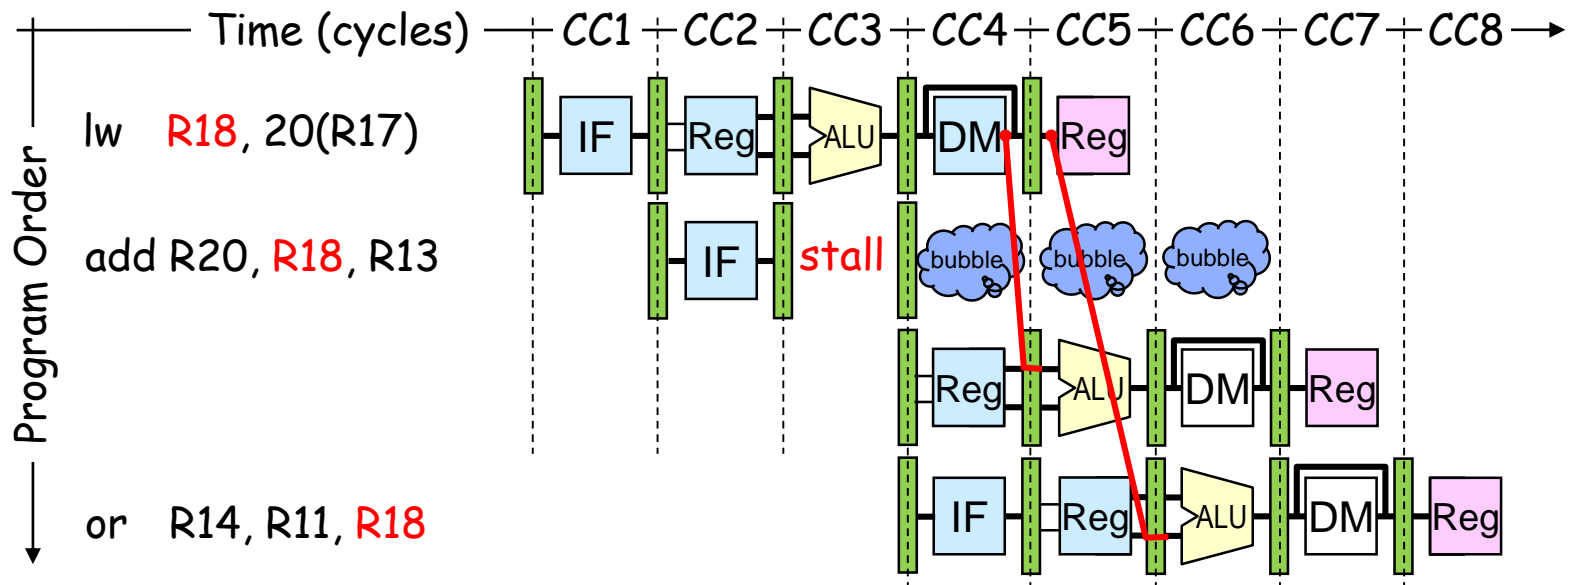 Time (cycles) CC1 CC2 CC3 CC4 CC5 CC6 CC7 CC8
Program Order
lw R18, 20(R17) IF Reg ALU DM Reg
add R20, R18, R13 IF stall bubble bubble bubble
Reg ALU DM Reg
or R14, R11, R18 IF Reg ALU DM Reg